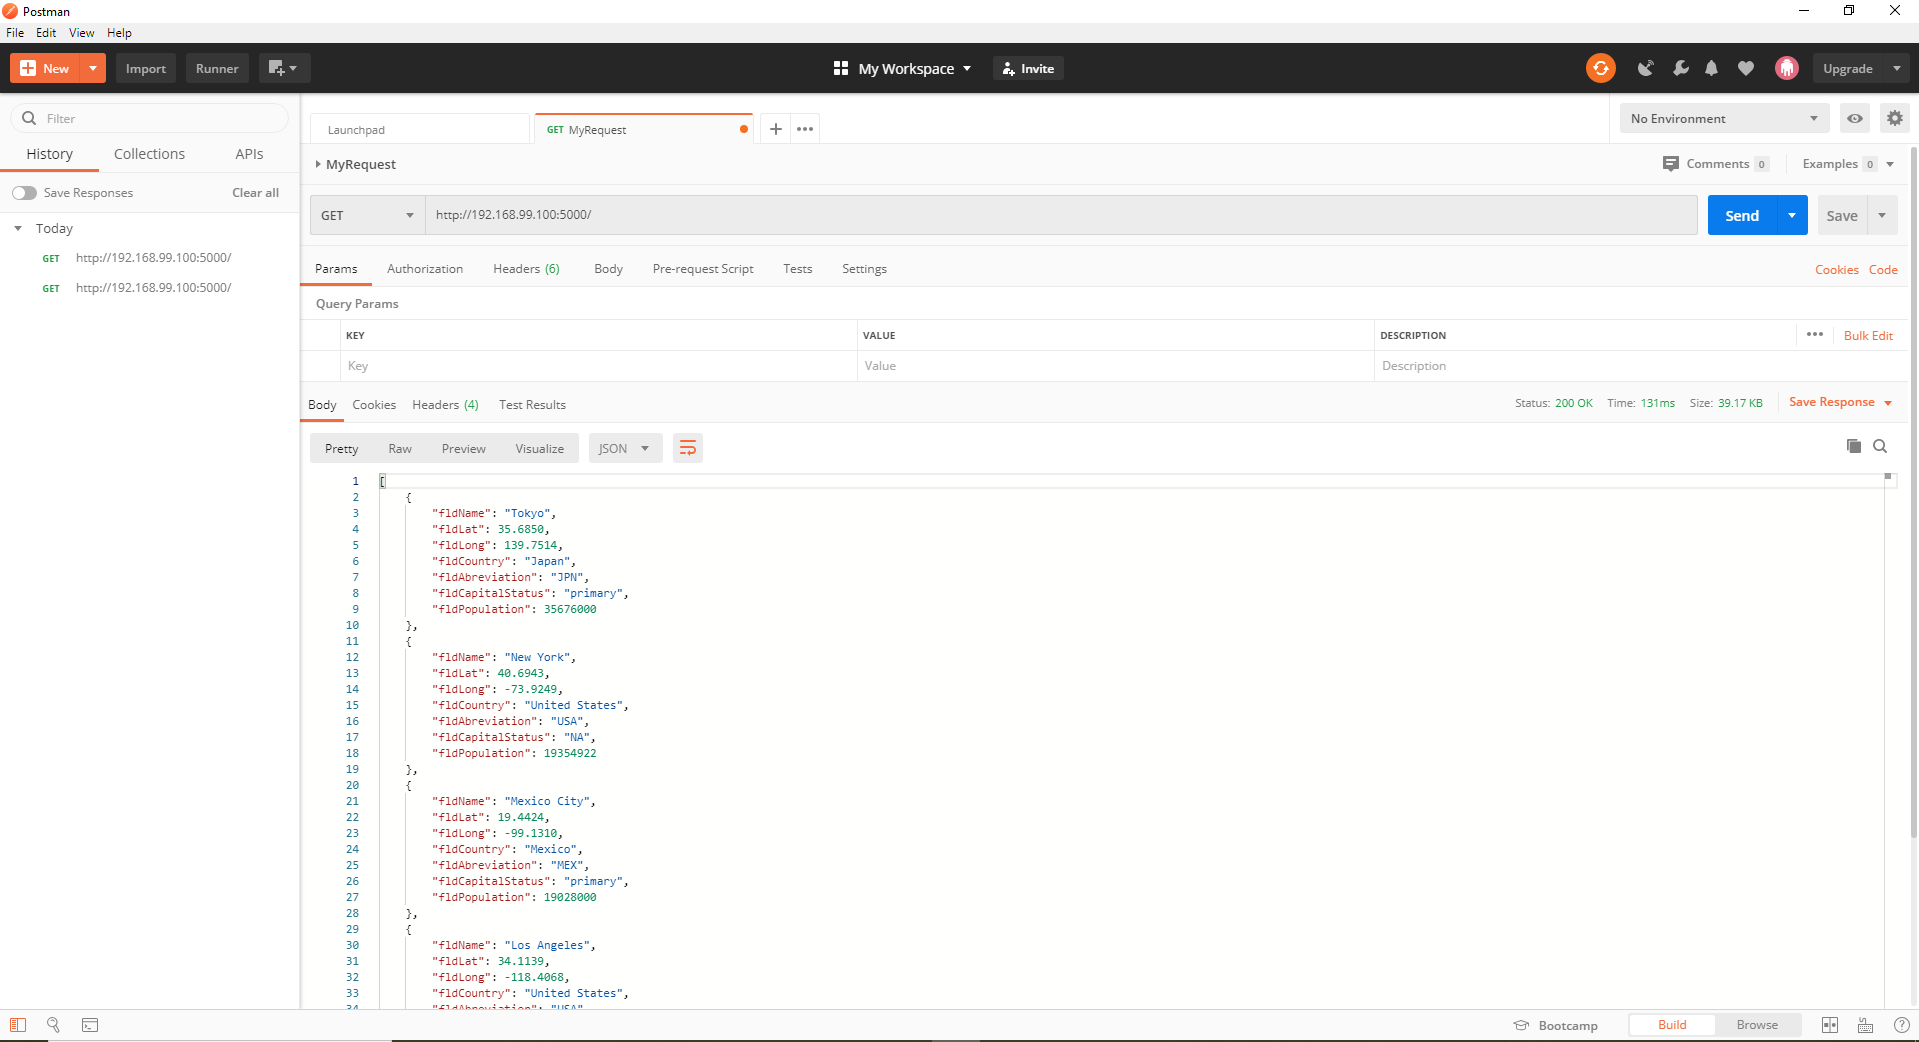 Postman
File Edit View Help
New Import Runner My Workspace Invite Upgrade
Filter
History Collections APIs
Save Responses Clear all
Today
GET http://192.168.99.100:5000/
GET http://192.168.99.100:5000/
Launchpad GET MyRequest No Environment
MyRequest Comments 0 Examples 0
GET http://192.168.99.100:5000/ Send Save
Params Authorization Headers (6) Body Pre-request Script Tests Settings Cookies Code
Query Params
KEY VALUE DESCRIPTION Bulk Edit
Key Value Description
Body Cookies Headers (4) Test Results Status: 200 OK Time: 131ms Size: 39.17 KB Save Response
Pretty Raw Preview Visualize JSON
1 [
2 {
3 "fldName": "Tokyo",
4 "fldLat": 35.6850,
5 "fldLong": 139.7514,
6 "fldCountry": "Japan",
7 "fldAbreviation": "JPN",
8 "fldCapitalStatus": "primary",
9 "fldPopulation": 35676000
10 },
11 {
12 "fldName": "New York",
13 "fldLat": 40.6943,
14 "fldLong": -73.9249,
15 "fldCountry": "United States",
16 "fldAbreviation": "USA",
17 "fldCapitalStatus": "NA",
18 "fldPopulation": 19354922
19 },
20 {
21 "fldName": "Mexico City",
22 "fldLat": 19.4424,
23 "fldLong": -99.1310,
24 "fldCountry": "Mexico",
25 "fldAbreviation": "MEX",
26 "fldCapitalStatus": "primary",
27 "fldPopulation": 19028000
28 },
29 {
30 "fldName": "Los Angeles",
31 "fldLat": 34.1139,
32 "fldLong": -118.4068,
33 "fldCountry": "United States",
34 "fldAbreviation": "USA"
Bootcamp Build Browse